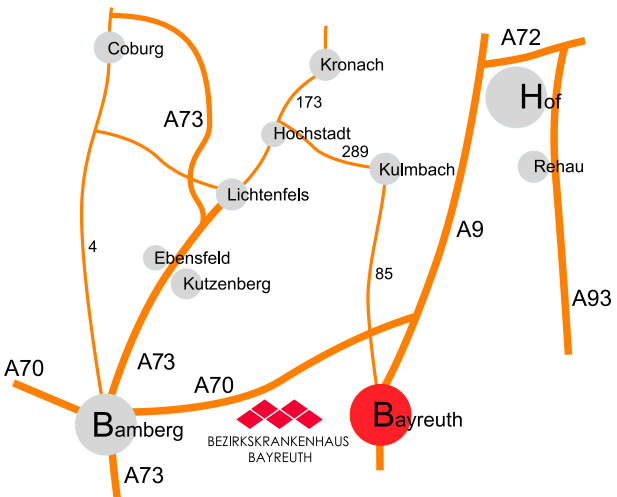 A72
Coburg
Kronach
Hof
173
A73
Hochstadt
289
Kulmbach
Rehau
Lichtenfels
A9
4
Ebensfeld
85
Kutzenberg
A93
A73
A70
A70
Bamberg
Bayreuth
BEZIRKSKRANKENHAUS
BAYREUTH
A73